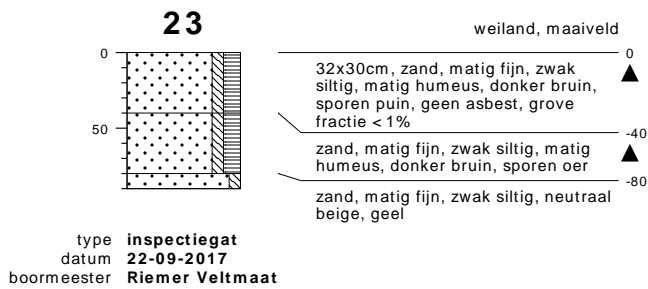 23
weiland, maaiveld
0
0
32x30cm, zand, matig fijn, zwak
siltig, matig humeus, donker bruin,
sporen puin, geen asbest, grove
fractie < 1%
50
-40
zand, matig fijn, zwak siltig, matig
humeus, donker bruin, sporen oer
-80
zand, matig fijn, zwak siltig, neutraal
beige, geel
type inspectiegat
datum 22-09-2017
boormeester Riemer Veltmaat